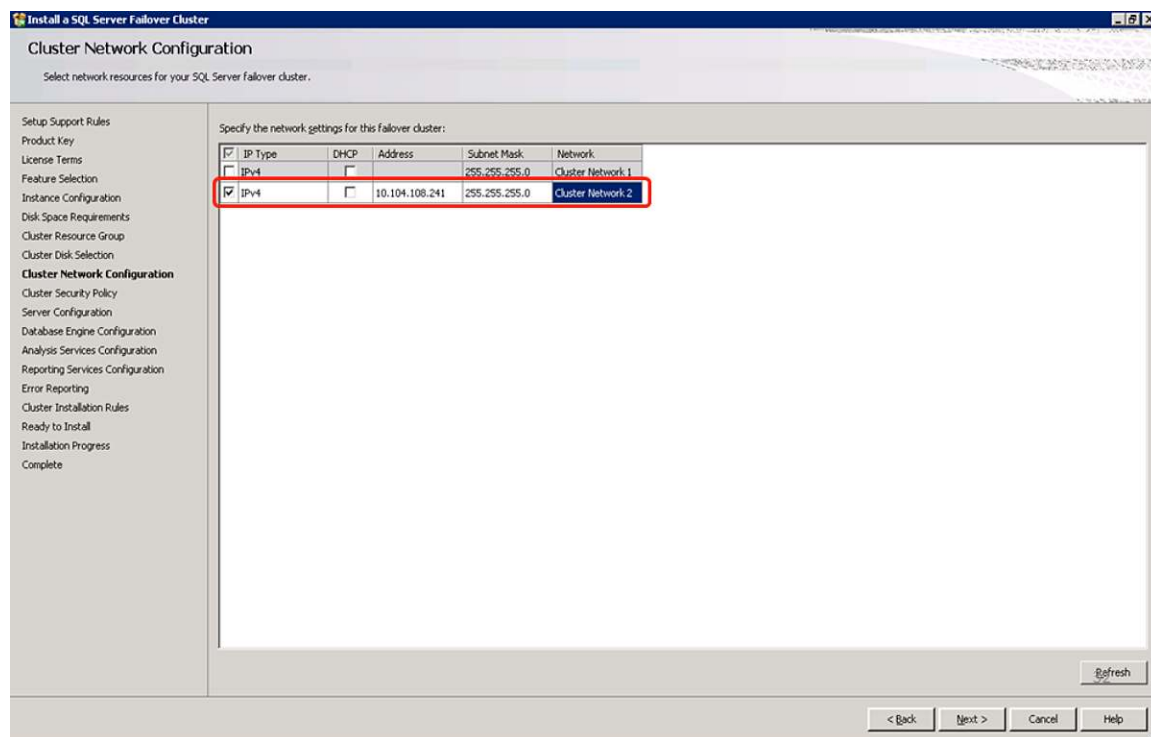 Install a SQL Server Failover Cluster
Cluster Network Configuration
Select network resources for your SQL Server failover cluster.
Setup Support Rules
Product Key
License Terms
Feature Selection
Instance Configuration
Disk Space Requirements
Cluster Resource Group
Cluster Disk Selection
Cluster Network Configuration
Cluster Security Policy
Server Configuration
Database Engine Configuration
Analysis Services Configuration
Reporting Services Configuration
Error Reporting
Cluster Installation Rules
Ready to Install
Installation Progress
Complete
Specify the network settings for this failover cluster:
IP Type DHCP Address Subnet Mask Network
IPv4 255.255.255.0 Cluster Network 1
IPv4 10.104.108.241 255.255.255.0 Cluster Network 2
Refresh
< Back Next > Cancel Help